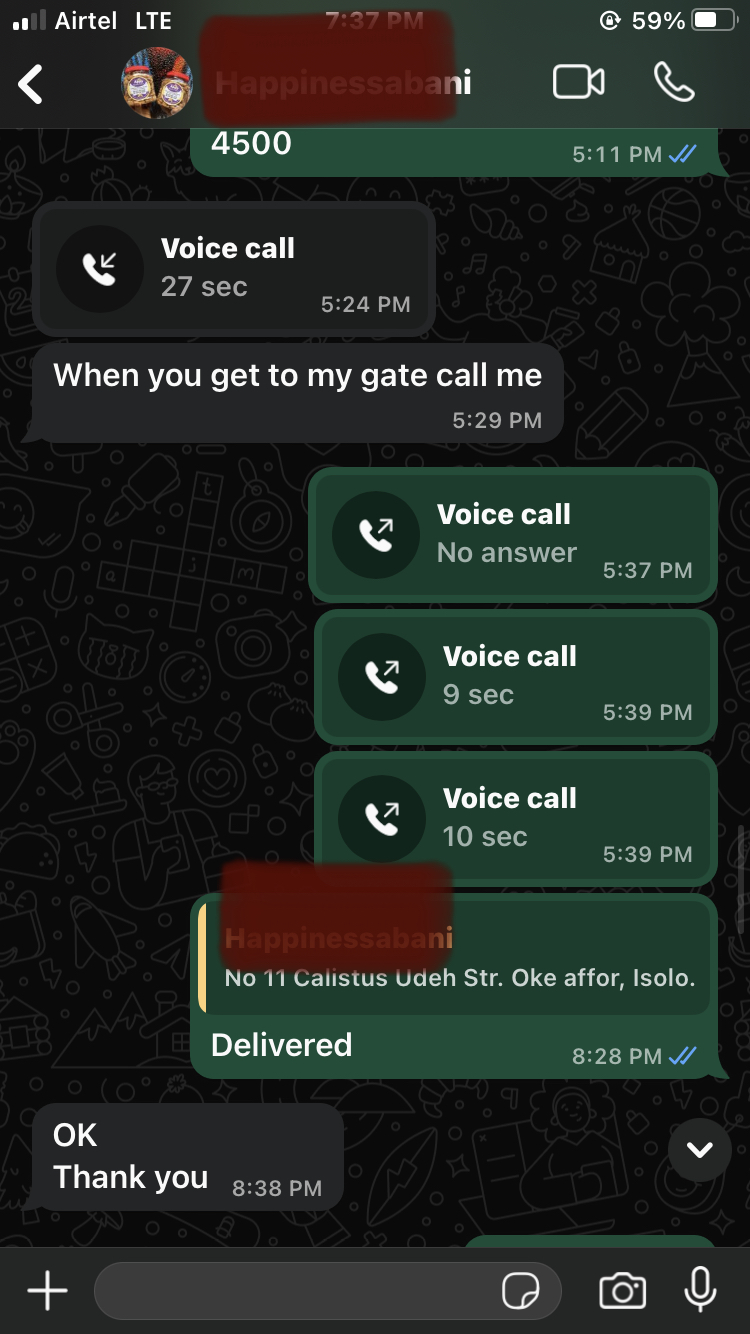 Airtel LTE 7:37 PM 59%
Happinessabani
4500
5:11 PM
Voice call
27 sec
5:24 PM
When you get to my gate call me
5:29 PM
Voice call
No answer
5:37 PM
Voice call
9 sec
5:39 PM
Voice call
10 sec
5:39 PM
Happinessabani
No 11 Calistus Udeh Str. Oke affor, Isolo.
Delivered
8:28 PM
OK
Thank you
8:38 PM